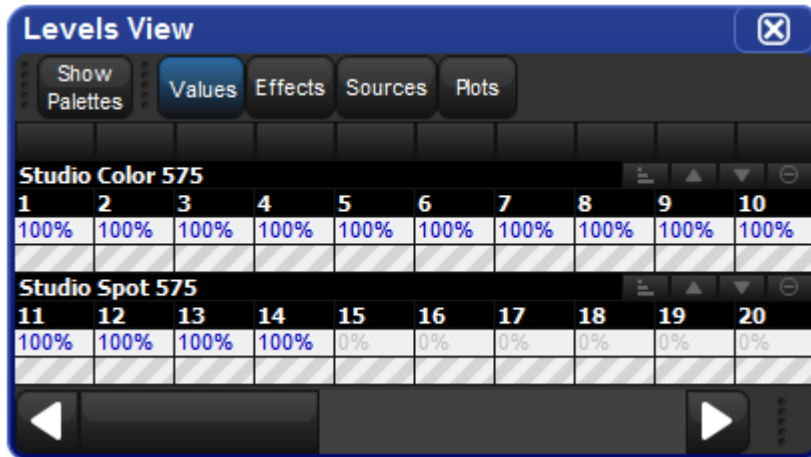 Levels View
Show Palettes Values Effects Sources Plots
Studio Color 575
1 2 3 4 5 6 7 8 9 10
100% 100% 100% 100% 100% 100% 100% 100% 100% 100%
Studio Spot 575
11 12 13 14 15 16 17 18 19 20
100% 100% 100% 100% 0% 0% 0% 0% 0% 0%